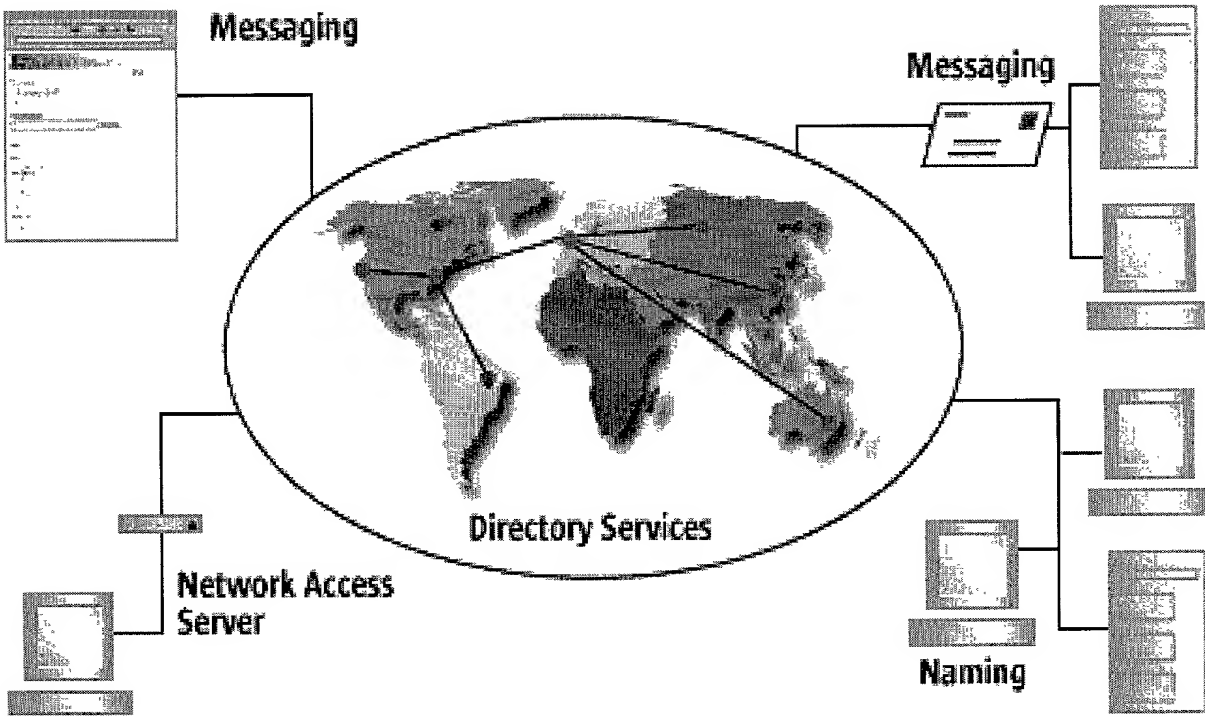 Messaging
Messaging
Directory Services
Network Access
Server
Naming